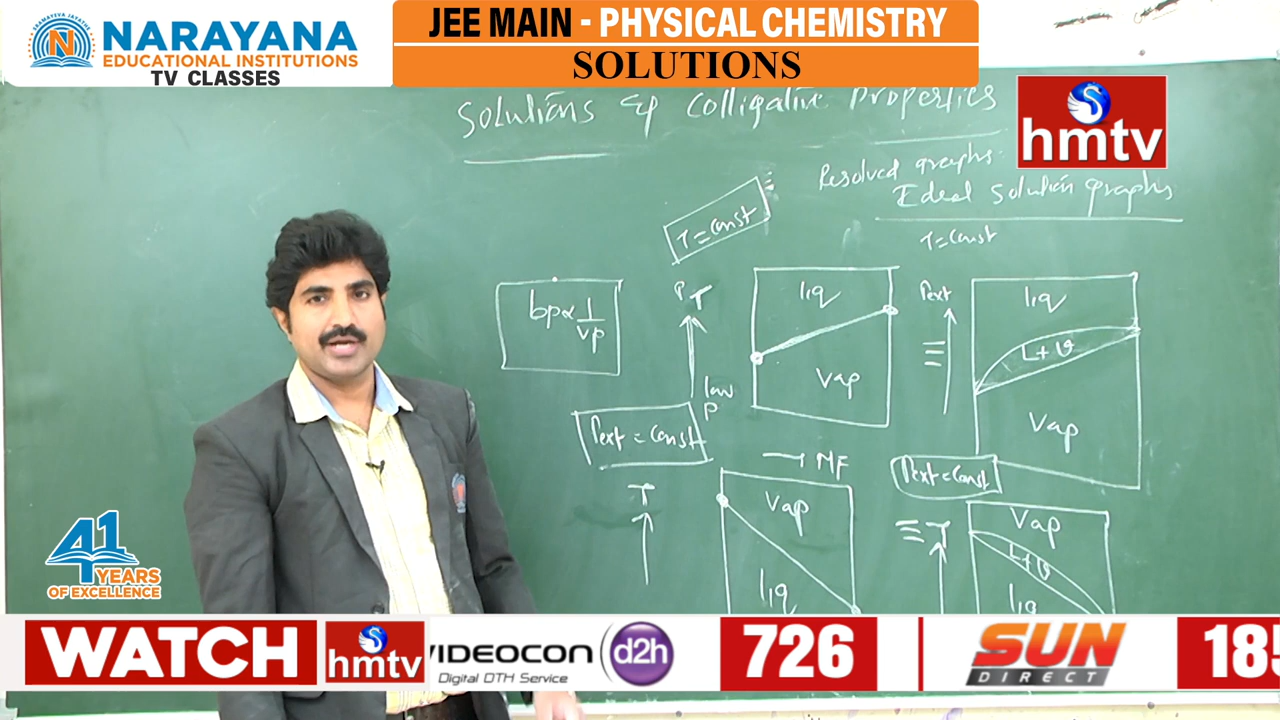 NARAYANA
EDUCATIONAL INSTITUTIONS
TV CLASSES
JEE MAIN - PHYSICAL CHEMISTRY
SOLUTIONS
hmtv
Solutions & Colligative Properties
Resolved graphs.
Ideal Solution graphs
T = Const
T = Const
bp ∝ 1/vp
P T
low
P
liq
Vap
→ MF
Pext
liq
L + V
Vap
Pext = Const
T
Vap
liq
Pext = Const
T
Vap
L + V
liq
41
YEARS
OF EXCELLENCE
WATCH
hmtv
VIDEOCON d2h
Digital DTH Service
726
SUN
DIRECT
185